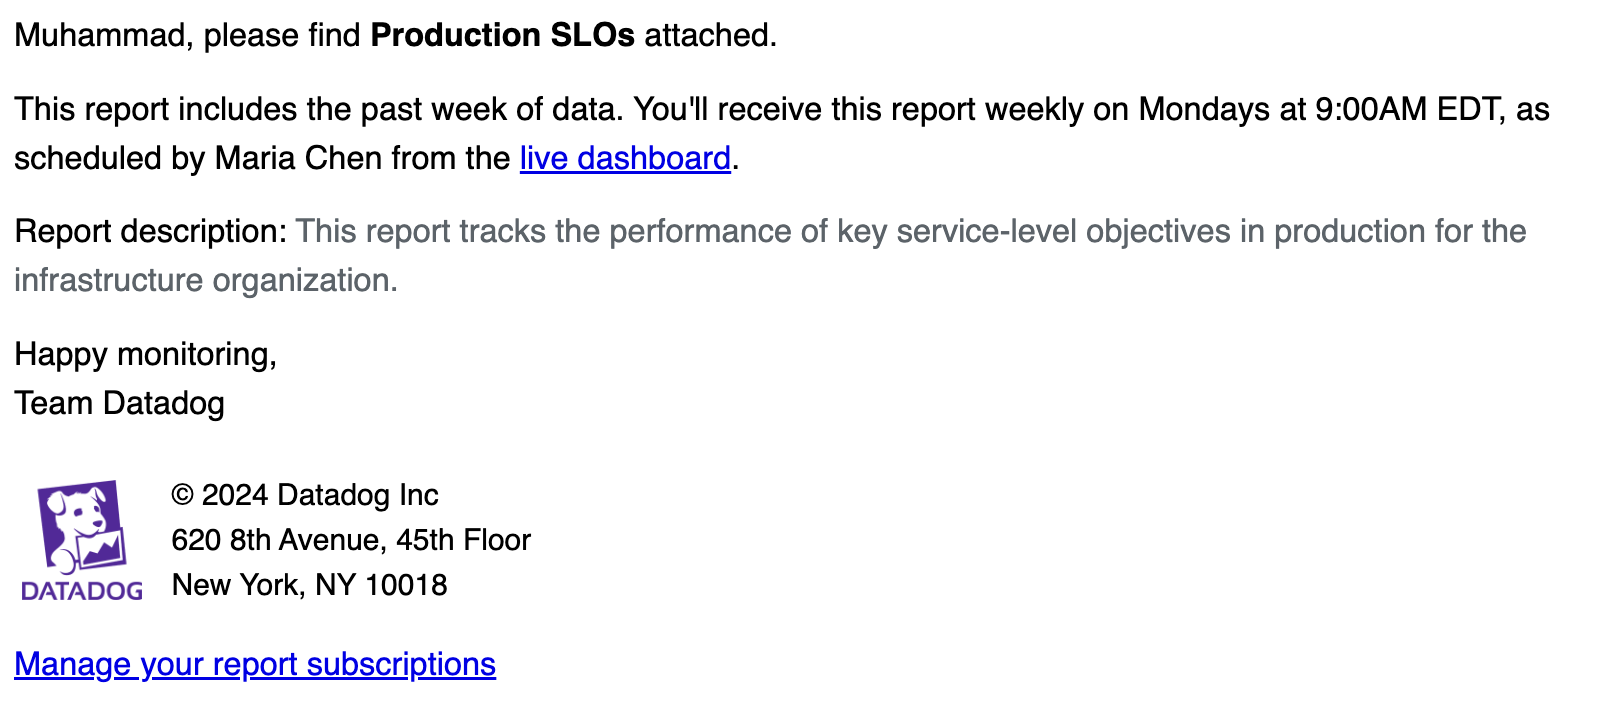 Muhammad, please find Production SLOs attached.
This report includes the past week of data. You'll receive this report weekly on Mondays at 9:00AM EDT, as
scheduled by Maria Chen from the live dashboard.
Report description: This report tracks the performance of key service-level objectives in production for the
infrastructure organization.
Happy monitoring,
Team Datadog
DATADOG
© 2024 Datadog Inc
620 8th Avenue, 45th Floor
New York, NY 10018
Manage your report subscriptions